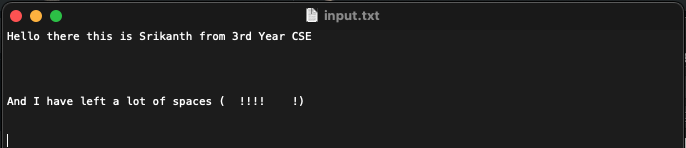 input.txt
Hello there this is Srikanth from 3rd Year CSE
And I have left a lot of spaces (  !!!!    !)